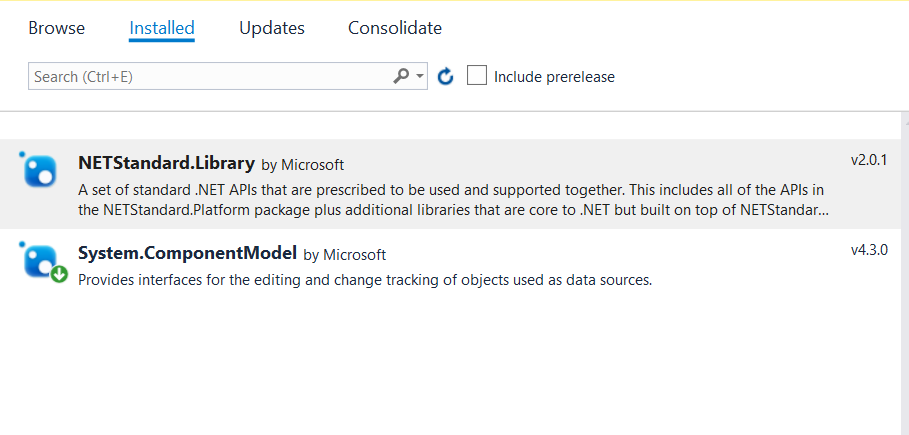 Browse Installed Updates Consolidate
Search (Ctrl+E) Include prerelease
NETStandard.Library by Microsoft v2.0.1
A set of standard .NET APIs that are prescribed to be used and supported together. This includes all of the APIs in
the NETStandard.Platform package plus additional libraries that are core to .NET but built on top of NETStandar...
System.ComponentModel by Microsoft v4.3.0
Provides interfaces for the editing and change tracking of objects used as data sources.